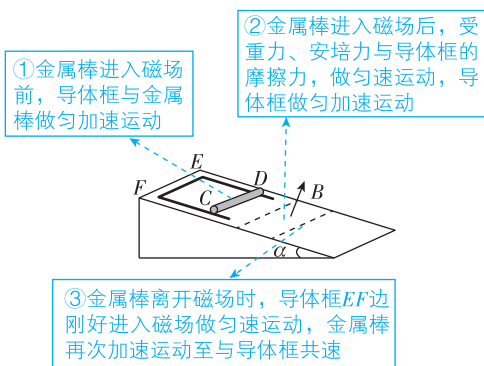 ①金属棒进入磁场
前，导体框与金属
棒做匀加速运动
②金属棒进入磁场后，受
重力、安培力与导体框的
摩擦力，做匀速运动，导
体框做匀加速运动
E
F
D
C
B
α
③金属棒离开磁场时，导体框EF边
刚好进入磁场做匀速运动，金属棒
再次加速运动至与导体框共速